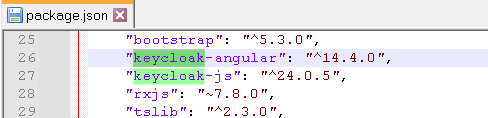 package.json
25 "bootstrap": "^5.3.0",
26 "keycloak-angular": "^14.4.0",
27 "keycloak-js": "^24.0.5",
28 "rxjs": "~7.8.0",
29 "tslib": "^2.3.0",